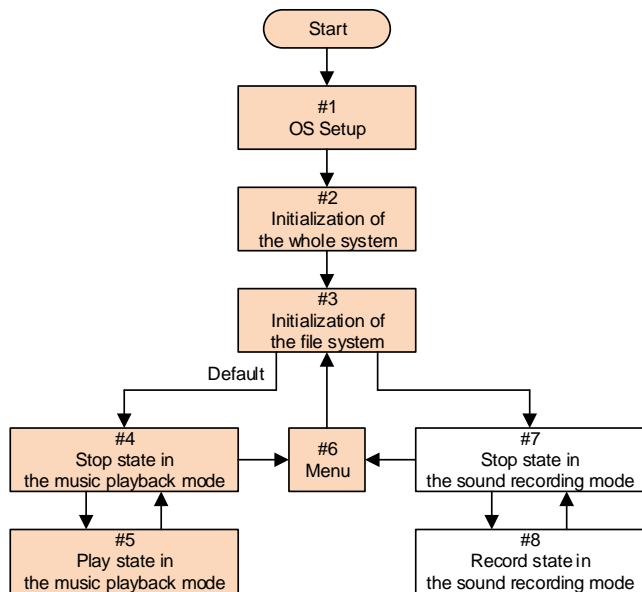 Start
#1
OS Setup
#2
Initialization of
the whole system
#3
Initialization of
the file system
Default
#4
Stop state in
the music playback mode
#6
Menu
#7
Stop state in
the sound recording mode
#5
Play state in
the music playback mode
#8
Record state in
the sound recording mode